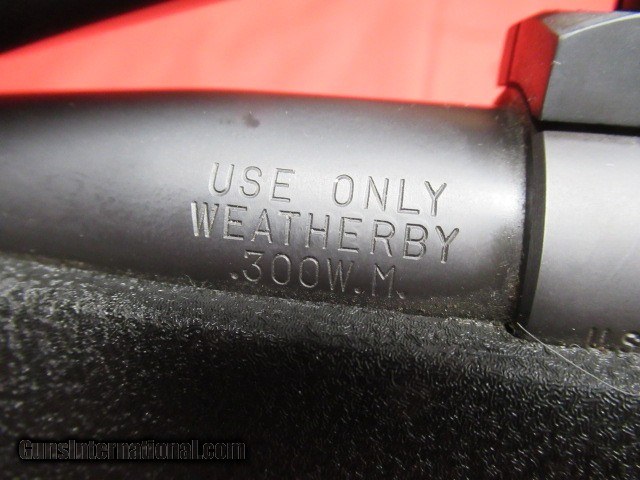 USE ONLY
WEATHERBY
.300W.M.
U.S
GunsInternational.com